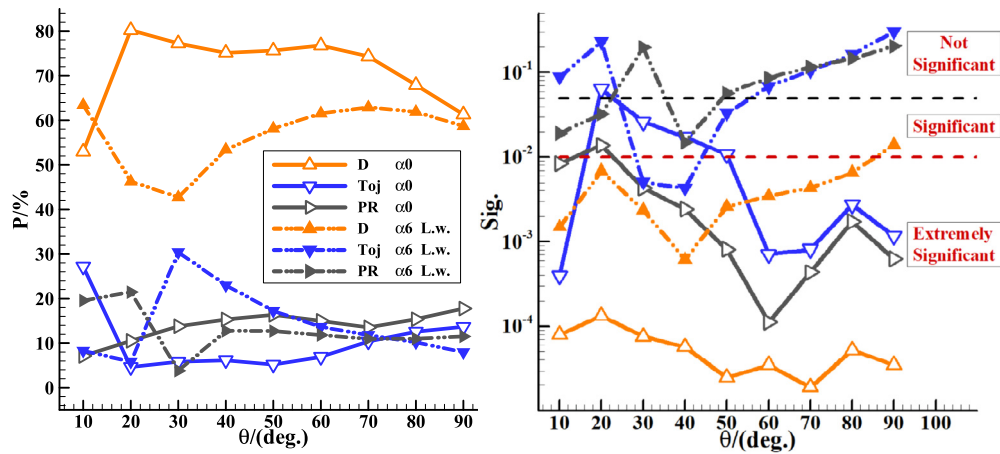 P/%
80
70
60
50
40
30
20
10
0
D α0
Toj α0
PR α0
D α6 L.w.
Toj α6 L.w.
PR α6 L.w.
10 20 30 40 50 60 70 80 90
θ/(deg.)
Sig.
10⁻¹
10⁻²
10⁻³
10⁻⁴
Not
Significant
Significant
Extremely
Significant
10 20 30 40 50 60 70 80 90 100
θ/(deg.)